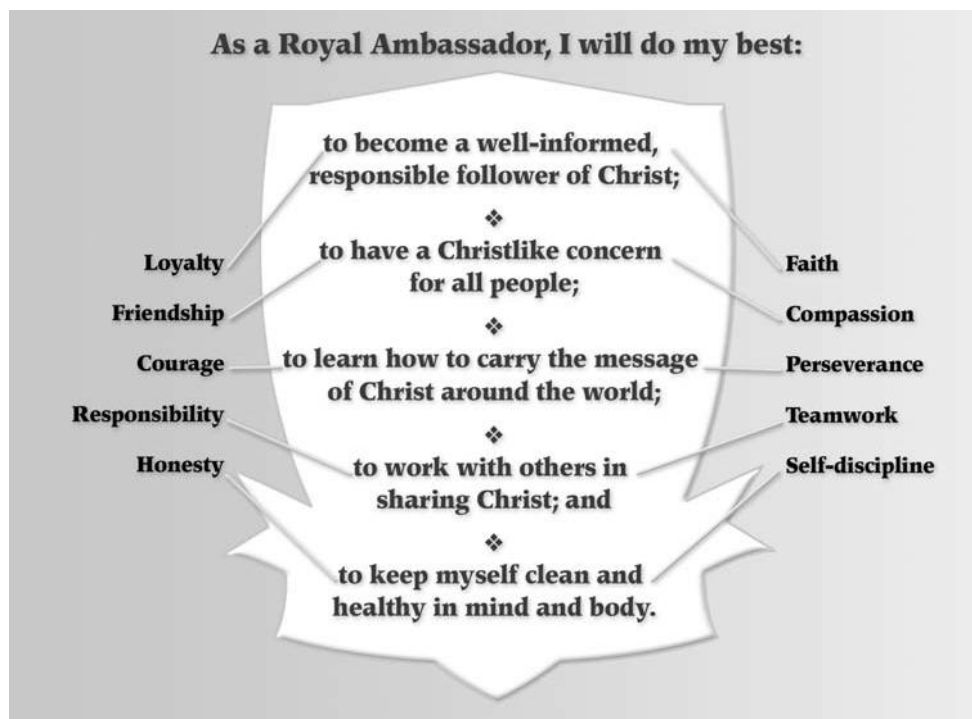 As a Royal Ambassador, I will do my best:
to become a well-informed,
responsible follower of Christ;
to have a Christlike concern
for all people;
to learn how to carry the message
of Christ around the world;
to work with others in
sharing Christ; and
to keep myself clean and
healthy in mind and body.
Loyalty
Friendship
Courage
Responsibility
Honesty
Faith
Compassion
Perseverance
Teamwork
Self-discipline